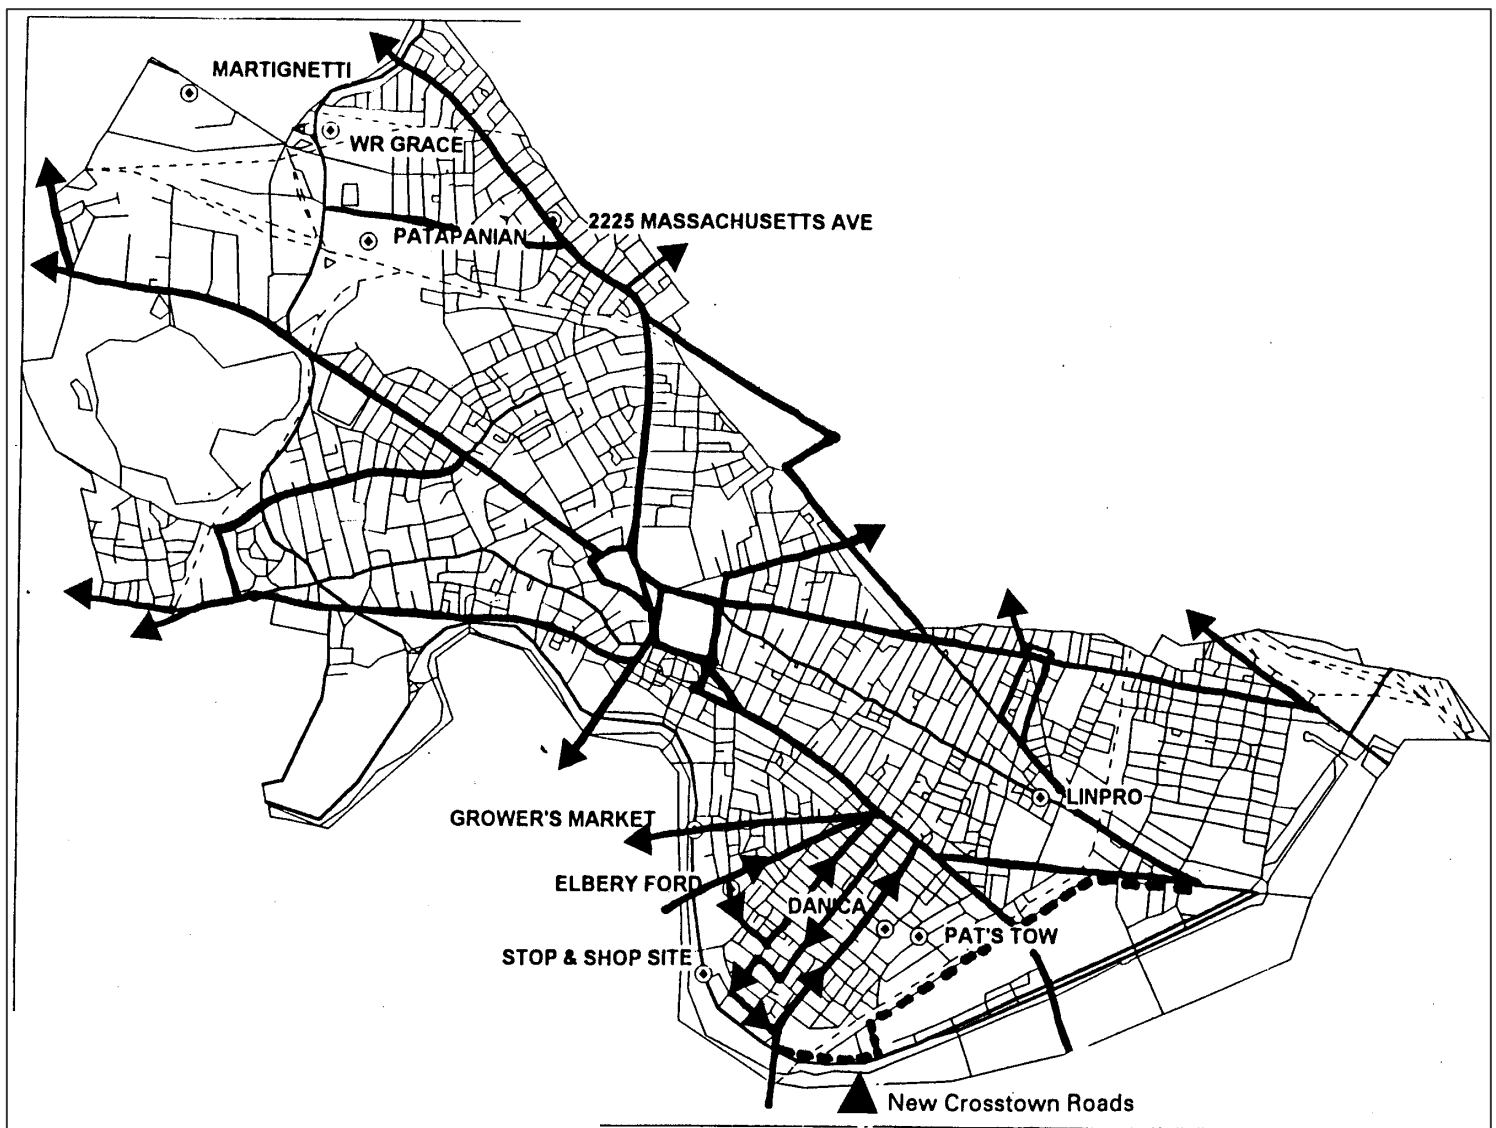 MARTIGNETTI
WR GRACE
2225 MASSACHUSETTS AVE
PATAPANIAN
LINPRO
GROWER'S MARKET
ELBERY FORD
DANICA
PAT'S TOW
STOP & SHOP SITE
New Crosstown Roads